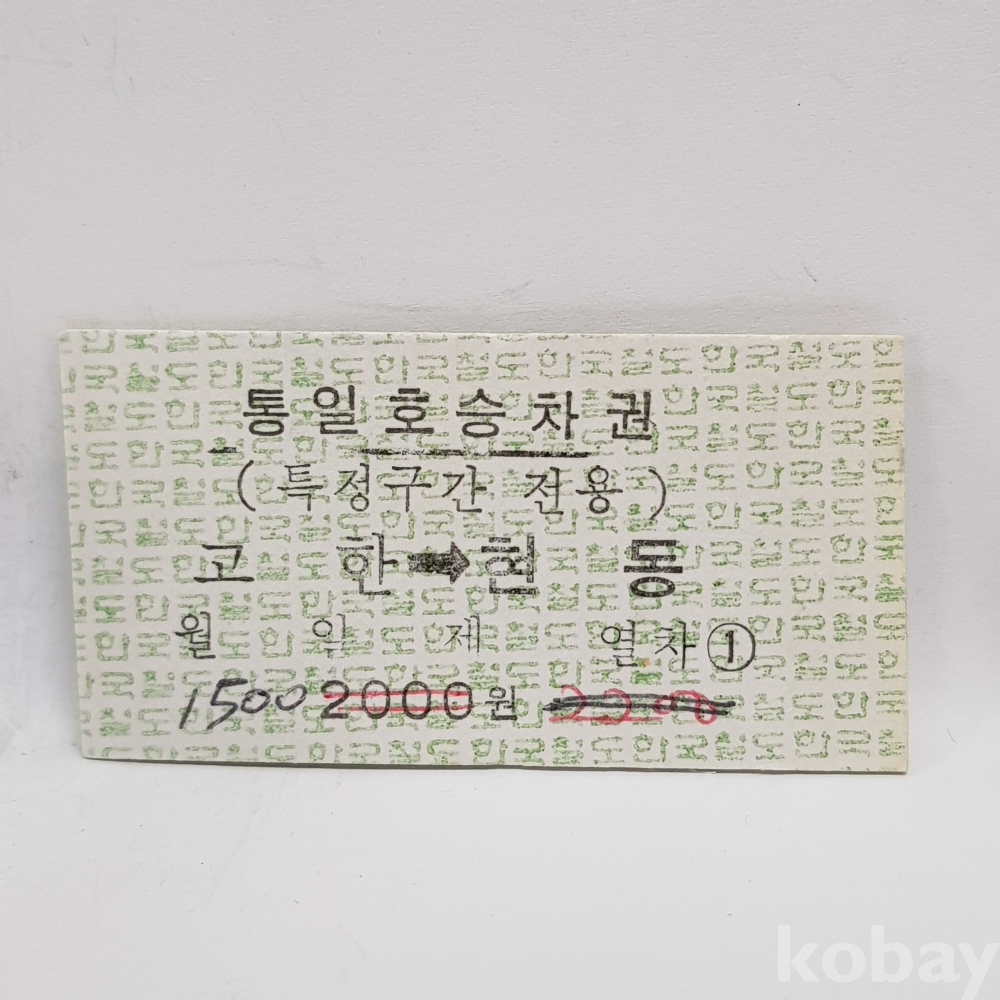 통일호승차권
(특정구간 전용)
고 한➡현 동
월 일 제 열차①
1500 2000원 2200
kobay